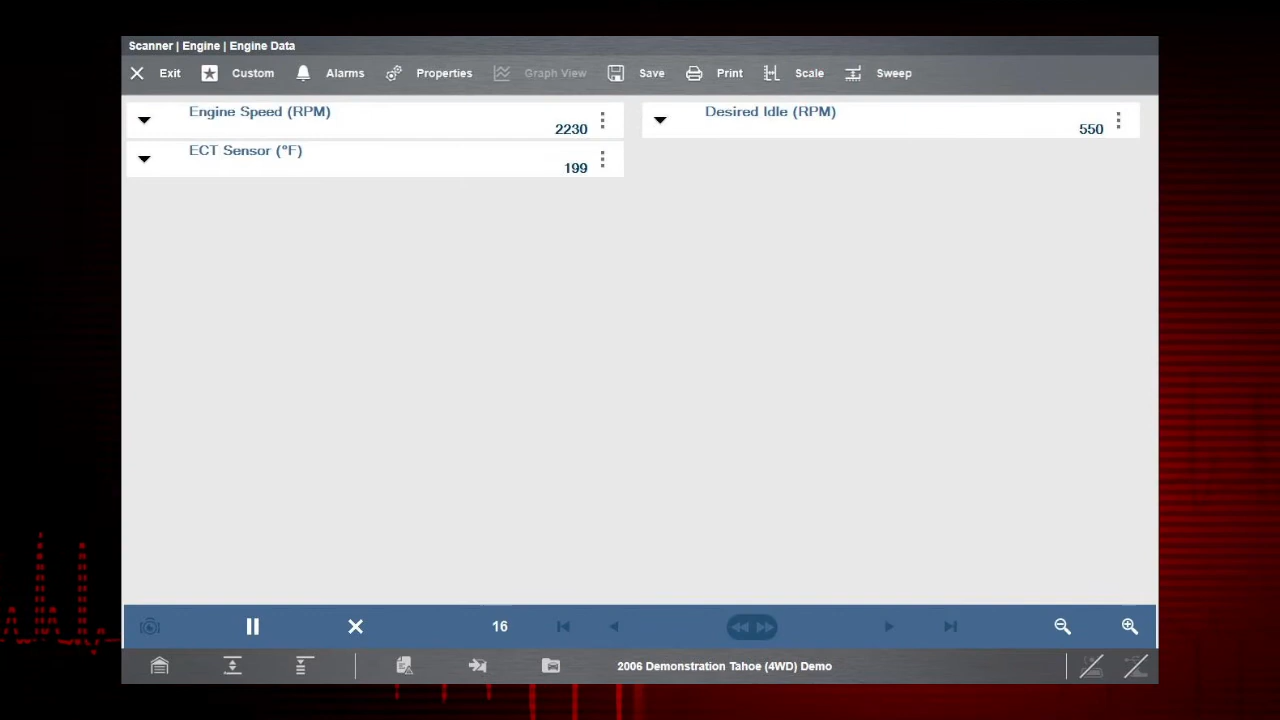 Scanner | Engine | Engine Data
Exit Custom Alarms Properties Graph View Save Print Scale Sweep
Engine Speed (RPM)
2230
Desired Idle (RPM)
550
ECT Sensor (°F)
199
16
2006 Demonstration Tahoe (4WD) Demo